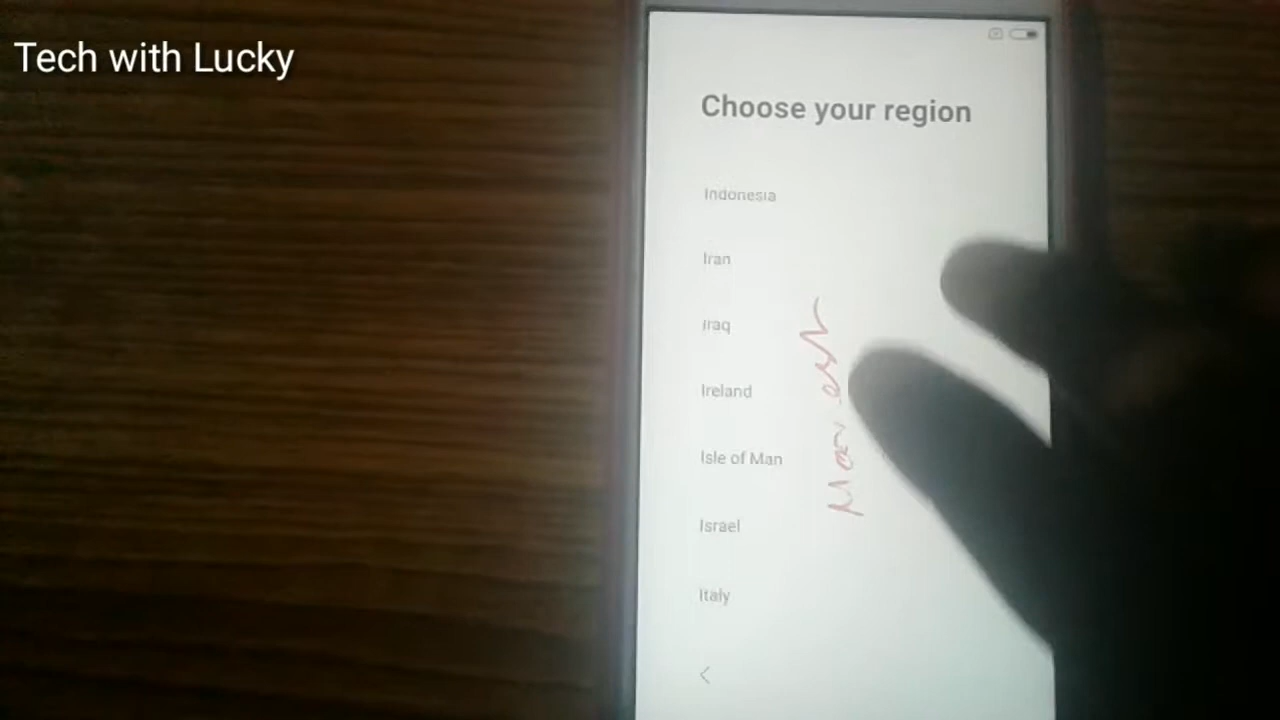 Tech with Lucky
Choose your region
Indonesia
Iran
Iraq
Ireland
Isle of Man
Israel
Italy